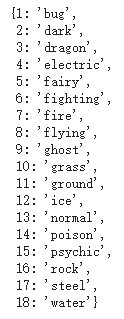 {1: 'bug',
2: 'dark',
3: 'dragon',
4: 'electric',
5: 'fairy',
6: 'fighting',
7: 'fire',
8: 'flying',
9: 'ghost',
10: 'grass',
11: 'ground',
12: 'ice',
13: 'normal',
14: 'poison',
15: 'psychic',
16: 'rock',
17: 'steel',
18: 'water'}